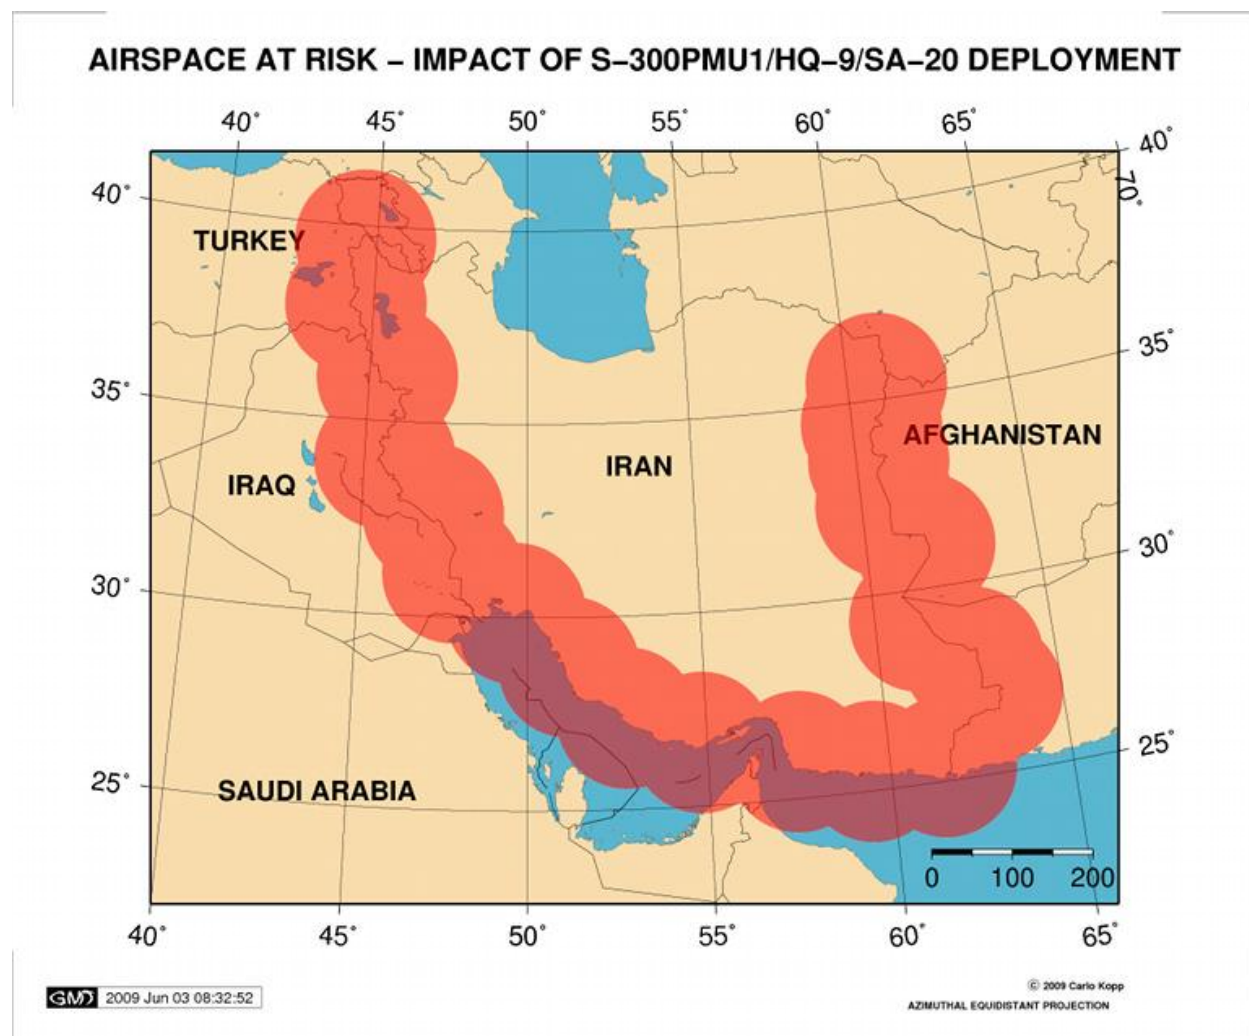 AIRSPACE AT RISK – IMPACT OF S–300PMU1/HQ–9/SA–20 DEPLOYMENT
40° 45° 50° 55° 60° 65°
40°
70°
40°
TURKEY
35°
35°
AFGHANISTAN
IRAN
IRAQ
30°
30°
25°
25°
SAUDI ARABIA
0 100 200
40° 45° 50° 55° 60° 65°
GMT 2009 Jun 03 08:32:52
© 2009 Carlo Kopp
AZIMUTHAL EQUIDISTANT PROJECTION